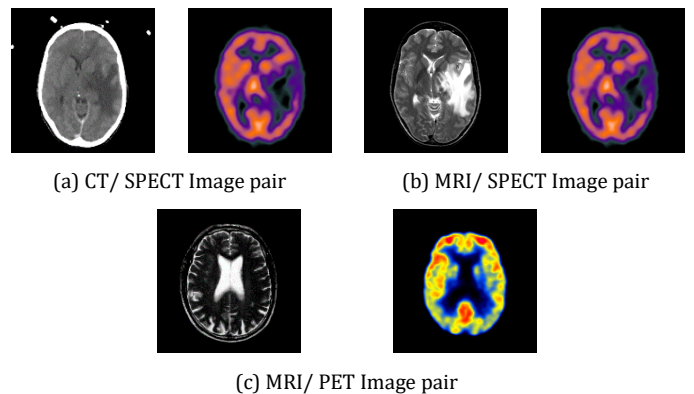 (a) CT/ SPECT Image pair
(b) MRI/ SPECT Image pair
(c) MRI/ PET Image pair